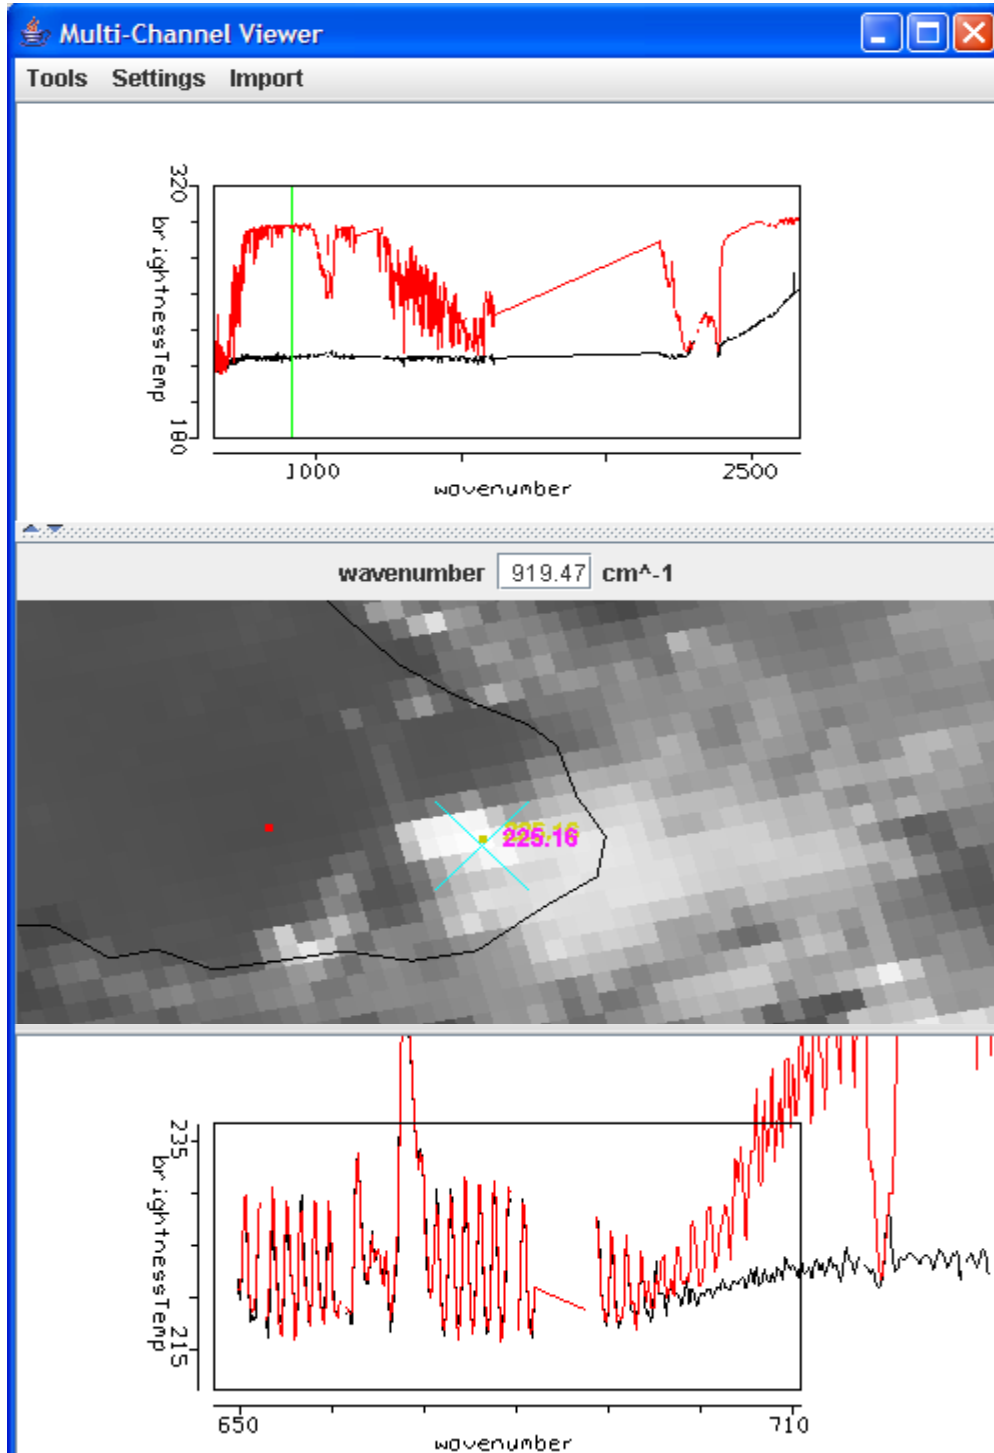 Multi-Channel Viewer
Tools Settings Import
320
brightnessTemp
180
1000 2500
wavenumber
wavenumber 919.47 cm^-1
225.16
235
brightnessTemp
215
650 710
wavenumber